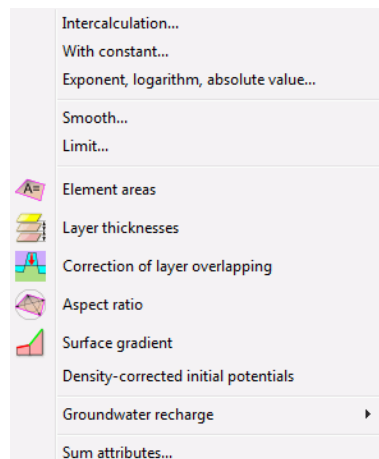 Intercalculation...
With constant...
Exponent, logarithm, absolute value...
Smooth...
Limit...
A=
Element areas
Layer thicknesses
Correction of layer overlapping
Aspect ratio
Surface gradient
Density-corrected initial potentials
Groundwater recharge
Sum attributes...